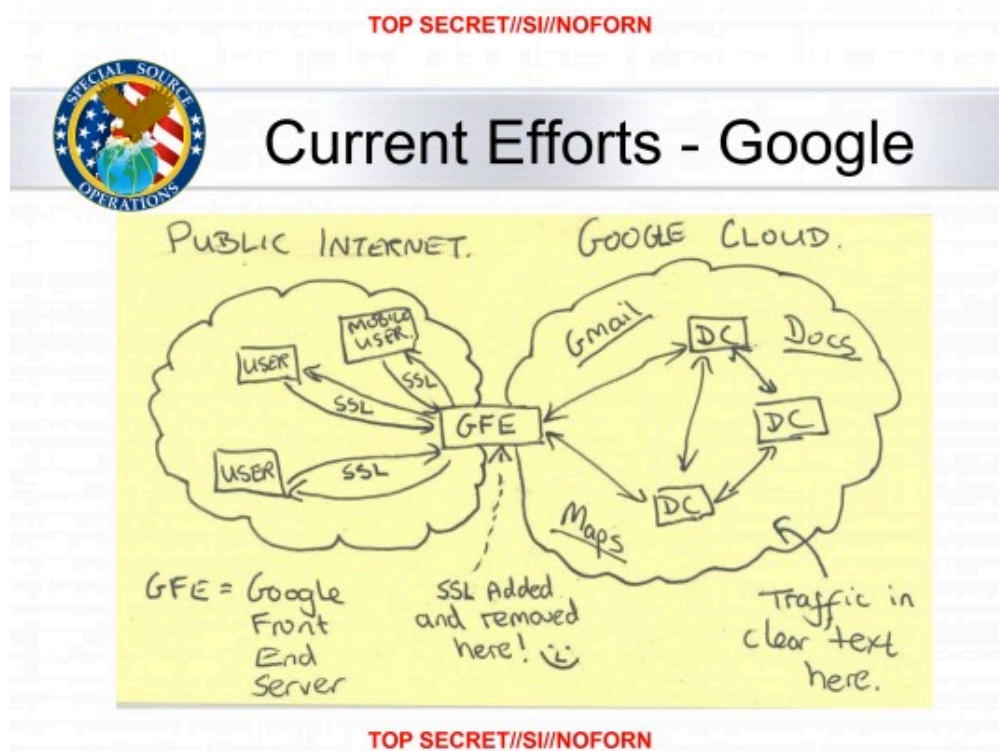 TOP SECRET//SI//NOFORN
SPECIAL SOURCE
OPERATIONS
Current Efforts - Google
PUBLIC INTERNET.
GOOGLE CLOUD.
MOBILE
USER.
USER
SSL
SSL
USER
SSL
GFE
Gmail
DC
Docs
DC
DC
Maps
GFE = Google
Front
End
Server
SSL Added
and removed
here!
Traffic in
clear text
here.
TOP SECRET//SI//NOFORN